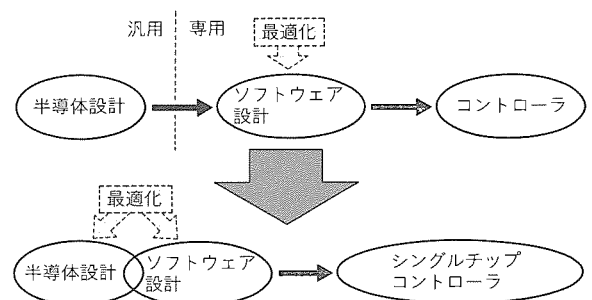 汎用
専用
最適化
半導体設計
ソフトウェア
設計
コントローラ
最適化
半導体設計
ソフトウェア
設計
シングルチップ
コントローラ